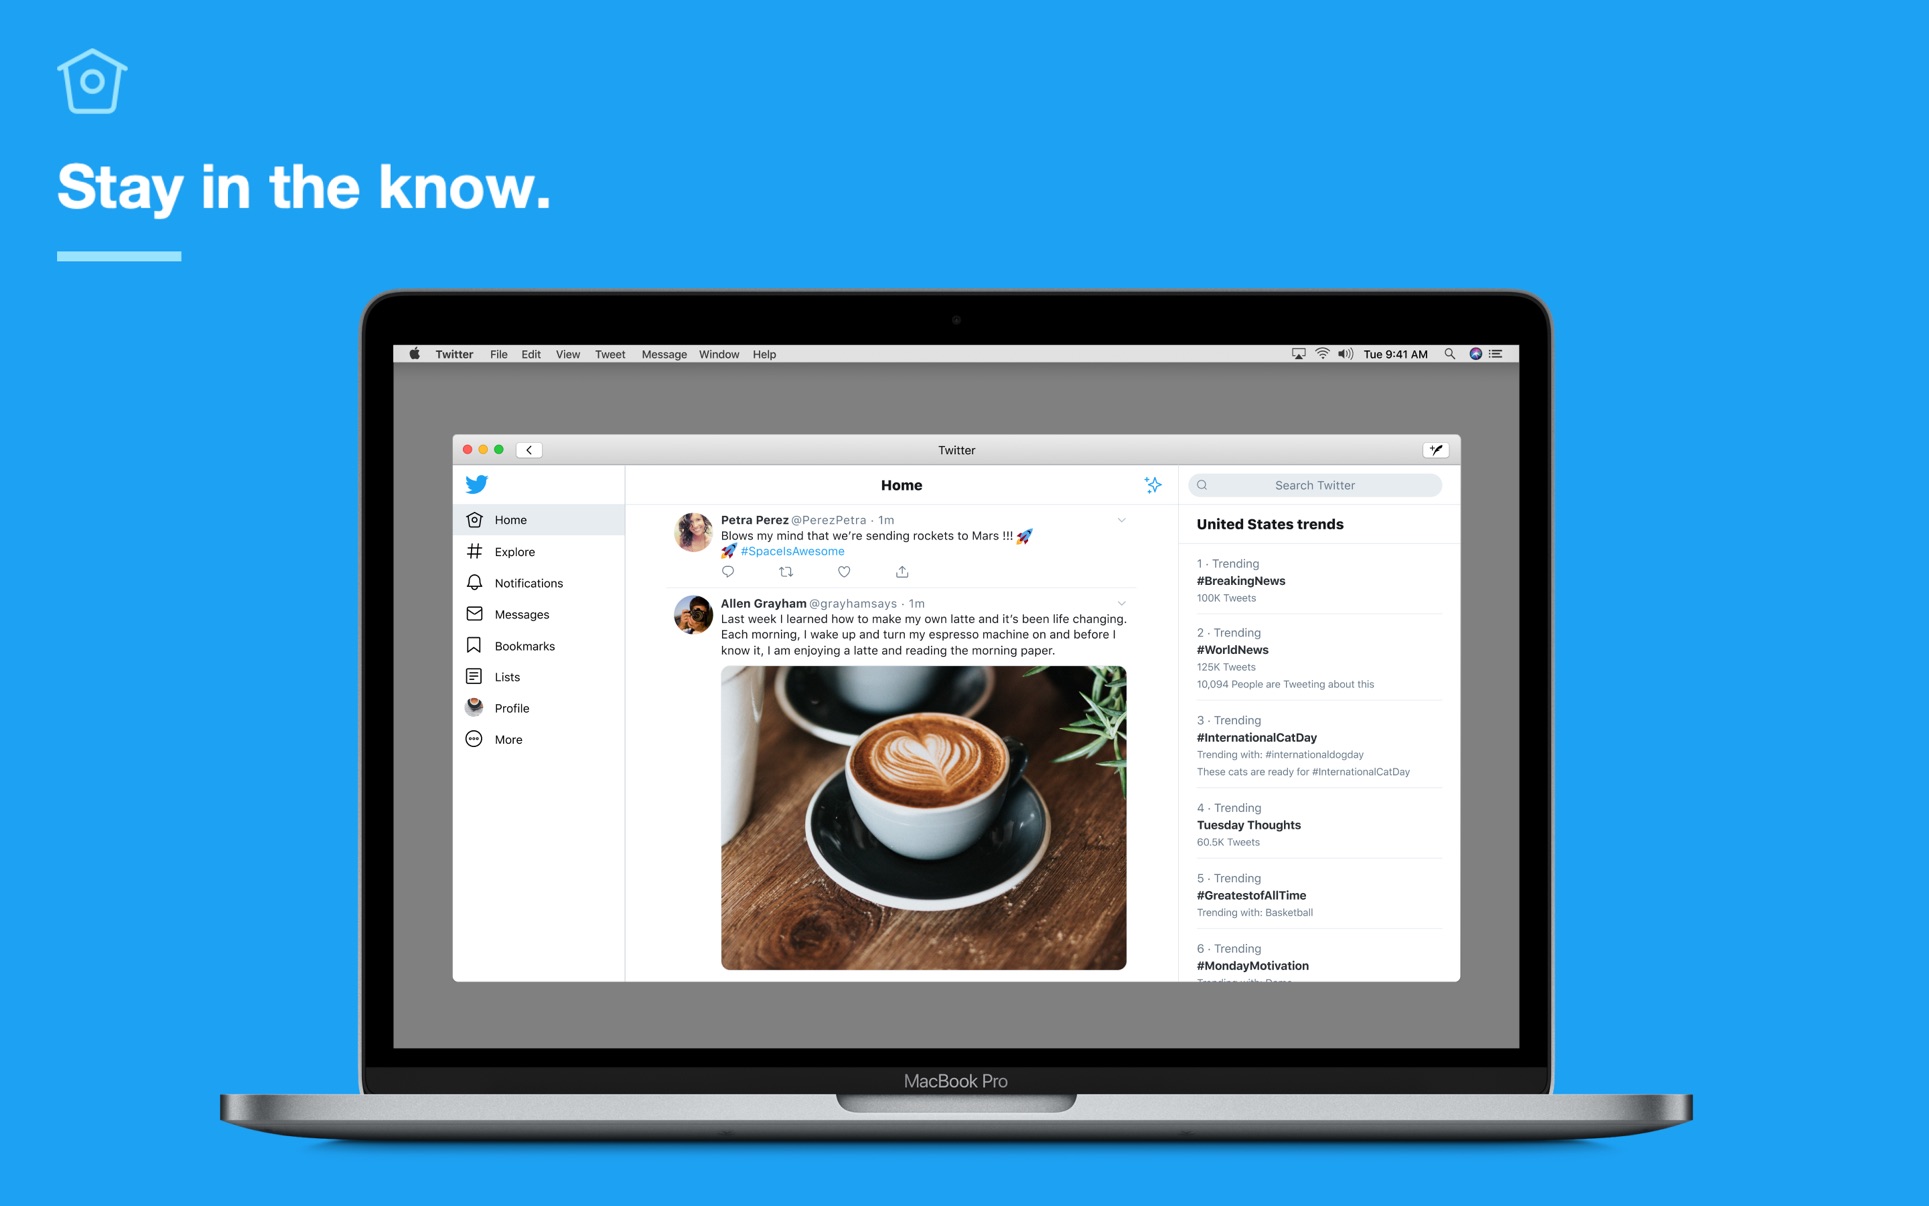 Stay in the know.
Twitter File Edit View Tweet Message Window Help
Tue 9:41 AM
Twitter
Home
Explore
Notifications
Messages
Bookmarks
Lists
Profile
More
Home
Petra Perez @PerezPetra · 1m
Blows my mind that we’re sending rockets to Mars !!! 🚀
🚀 #SpaceIsAwesome
Allen Grayham @grayhamsays · 1m
Last week I learned how to make my own latte and it’s been life changing.
Each morning, I wake up and turn my espresso machine on and before I
know it, I am enjoying a latte and reading the morning paper.
Search Twitter
United States trends
1 · Trending
#BreakingNews
100K Tweets
2 · Trending
#WorldNews
125K Tweets
10,094 People are Tweeting about this
3 · Trending
#InternationalCatDay
Trending with: #internationaldogday
These cats are ready for #InternationalCatDay
4 · Trending
Tuesday Thoughts
60.5K Tweets
5 · Trending
#GreatestofAllTime
Trending with: Basketball
6 · Trending
#MondayMotivation
Trending with:
MacBook Pro